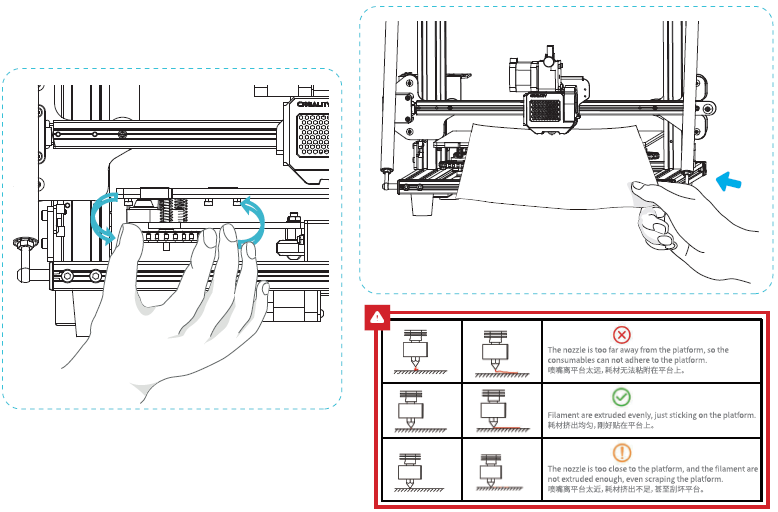 CREALITY
The nozzle is too far away from the platform, so the
consumables can not adhere to the platform.
喷嘴离平台太远，耗材无法粘附在平台上。
Filament are extruded evenly, just sticking on the platform.
耗材挤出均匀，刚好贴在平台上。
The nozzle is too close to the platform, and the filament are
not extruded enough, even scraping the platform.
喷嘴离平台太近，耗材挤出不足，甚至刮坏平台。